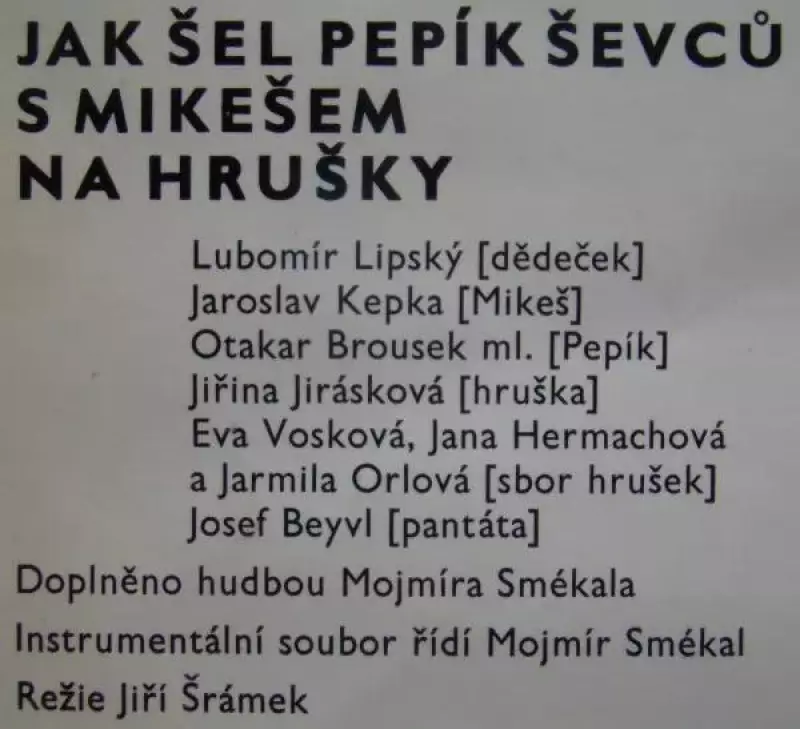 JAK ŠEL PEPÍK ŠEVCŮ
S MIKEŠEM
NA HRUŠKY
Lubomír Lipský [dědeček]
Jaroslav Kepka [Mikeš]
Otakar Brousek ml. [Pepík]
Jiřina Jirásková [hruška]
Eva Vosková, Jana Hermachová
a Jarmila Orlová [sbor hrušek]
Josef Beyvl [pantáta]
Doplněno hudbou Mojmíra Smékala
Instrumentální soubor řídí Mojmír Smékal
Režie Jiří Šrámek